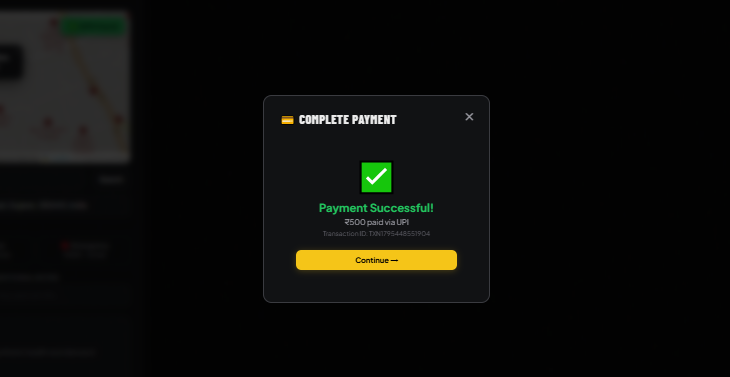 COMPLETE PAYMENT
Payment Successful!
₹500 paid via UPI
Transaction ID: TXN1795448551904
Continue →